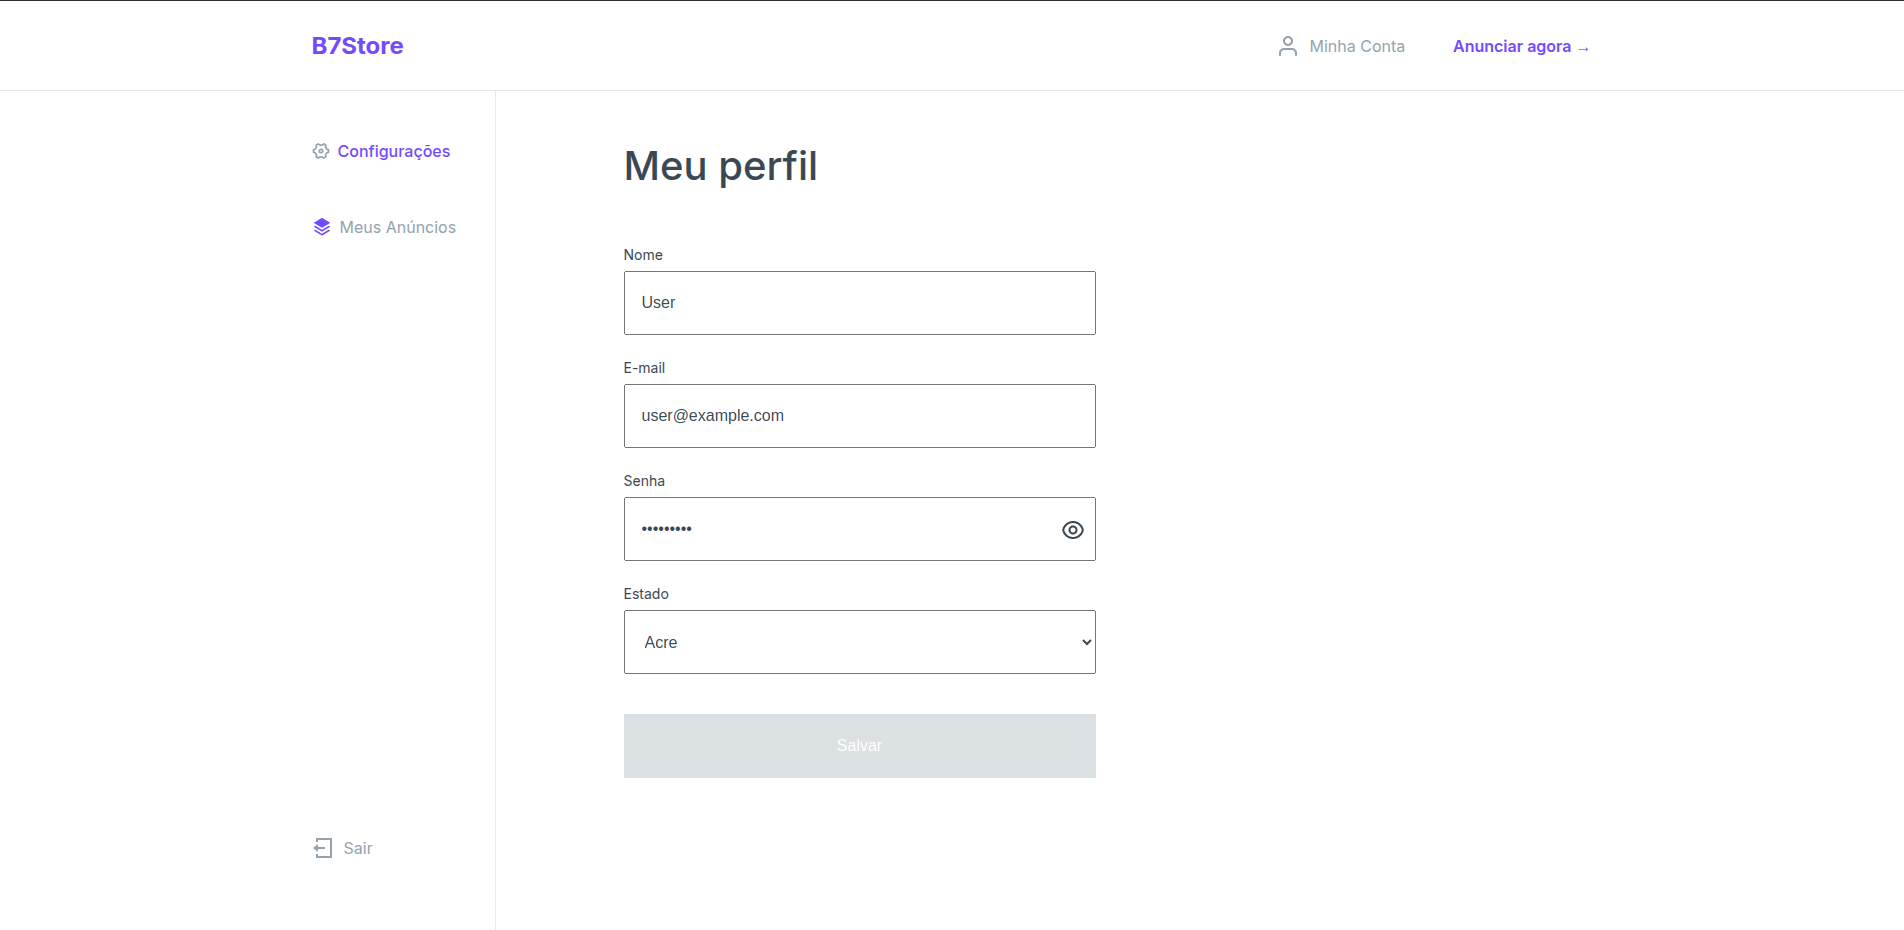 B7Store
Minha Conta
Anunciar agora →
Configurações
Meus Anúncios
Sair
Meu perfil
Nome
User
E-mail
user@example.com
Senha
•••••••••
Estado
Acre
Salvar